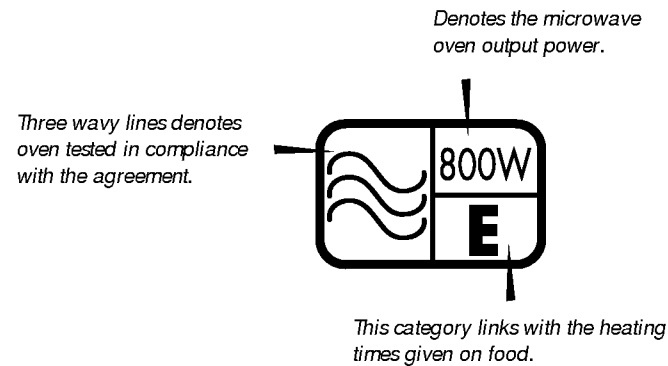 Denotes the microwave
oven output power.
Three wavy lines denotes
oven tested in compliance
with the agreement.
800W
E
This category links with the heating
times given on food.